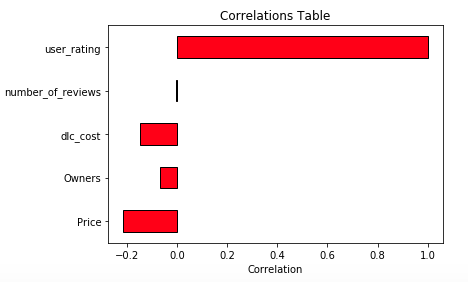 Correlations Table
user_rating
number_of_reviews
dlc_cost
Owners
Price
−0.2 0.0 0.2 0.4 0.6 0.8 1.0
Correlation